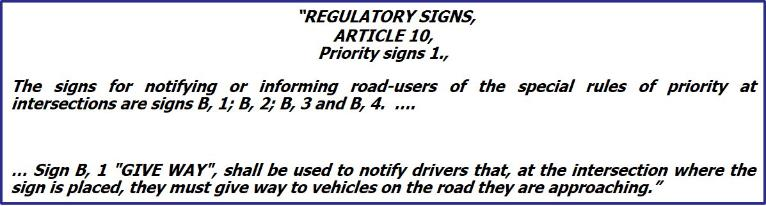 “REGULATORY SIGNS,
ARTICLE 10,
Priority signs 1.,
The signs for notifying or informing road-users of the special rules of priority at
intersections are signs B, 1; B, 2; B, 3 and B, 4.  ....
... Sign B, 1 "GIVE WAY", shall be used to notify drivers that, at the intersection where the
sign is placed, they must give way to vehicles on the road they are approaching.”